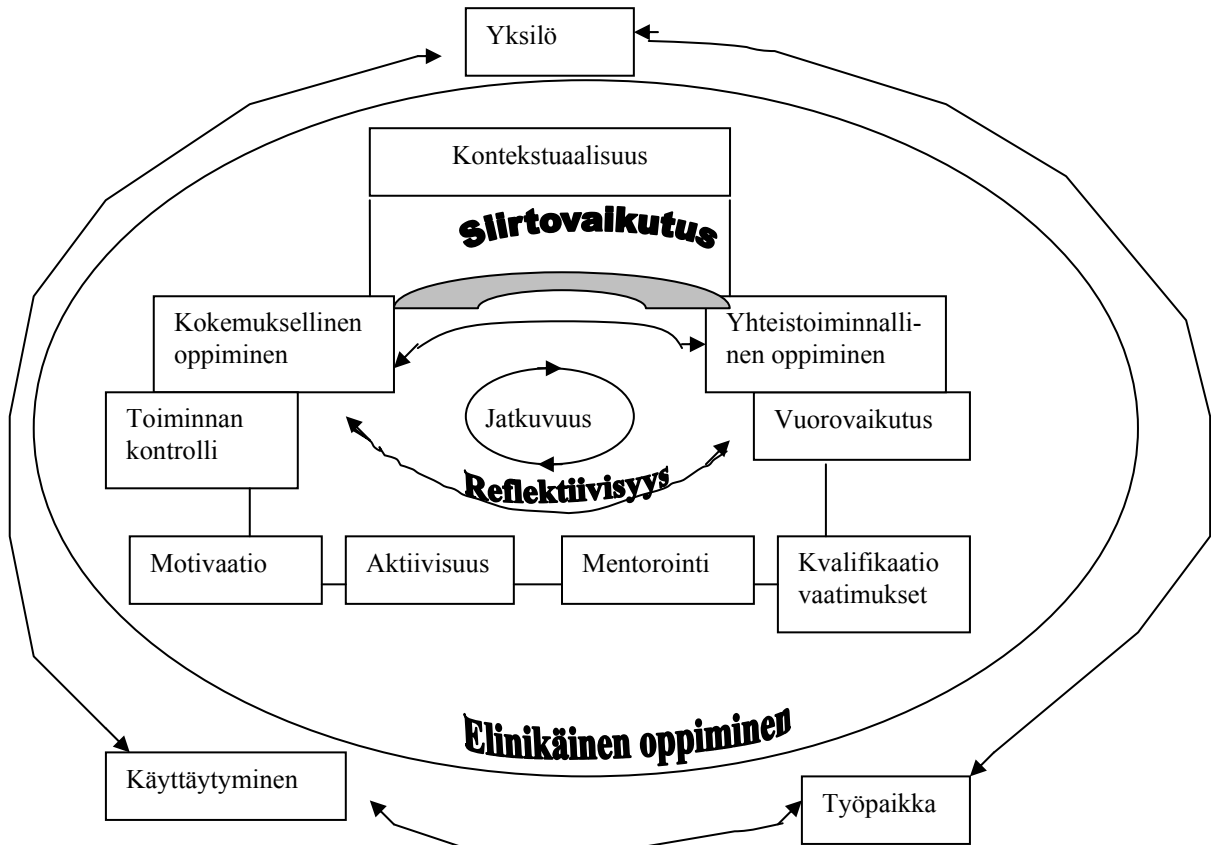 Yksilö
Kontekstuaalisuus
Siirtovaikutus
Kokemuksellinen
oppiminen
Yhteistoiminnalli-
nen oppiminen
Toiminnan
kontrolli
Jatkuvuus
Vuorovaikutus
Reflektiivisyys
Motivaatio
Aktiivisuus
Mentorointi
Kvalifikaatio
vaatimukset
Elinikäinen oppiminen
Käyttäytyminen
Työpaikka